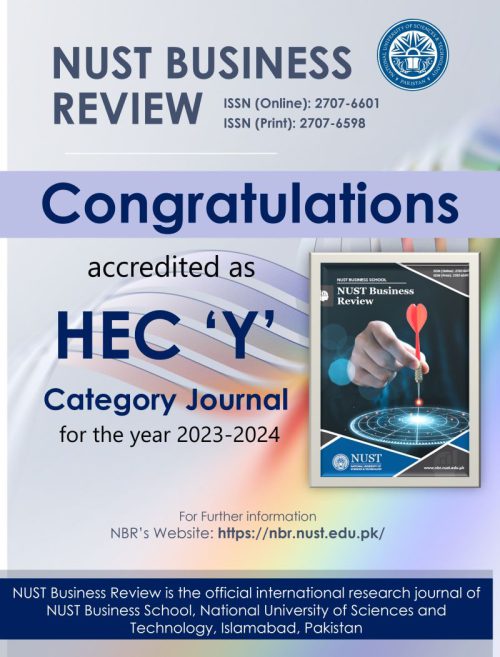 NUST BUSINESS
REVIEW
ISSN (Online): 2707-6601
ISSN (Print): 2707-6598
NATIONAL UNIVERSITY OF SCIENCES & TECHNOLOGY
PAKISTAN
Congratulations
accredited as
HEC ‘Y’
Category Journal
for the year 2023-2024
NUST BUSINESS SCHOOL
NUST Business
Review
NUST
NATIONAL UNIVERSITY
OF SCIENCES & TECHNOLOGY
www.nbr.nust.edu.pk
For Further information
NBR’s Website: https://nbr.nust.edu.pk/
NUST Business Review is the official international research journal of
NUST Business School, National University of Sciences and
Technology, Islamabad, Pakistan